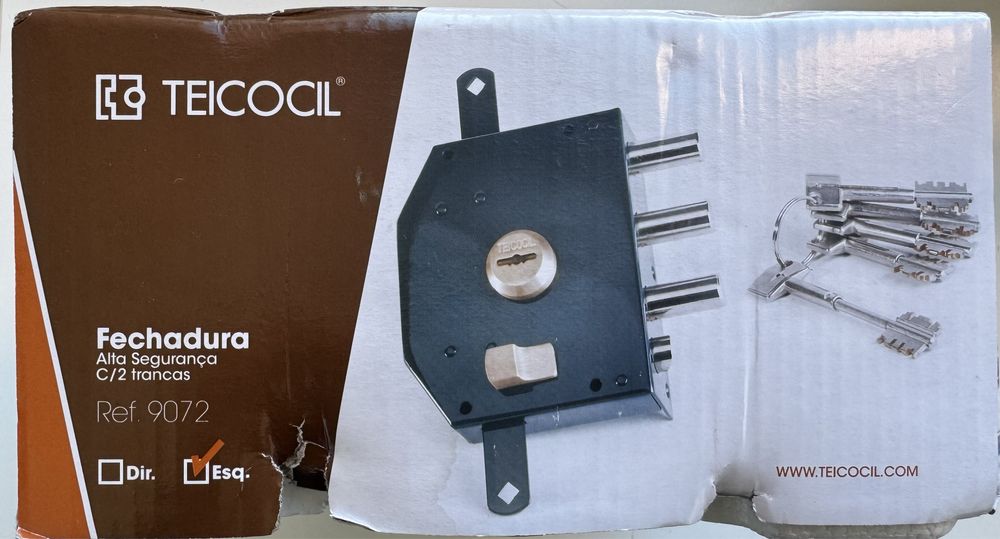 TEICOCIL®
TEICOCIL
Fechadura
Alta Segurança
C/2 trancas
Ref. 9072
Dir. Esq.
WWW.TEICOCIL.COM